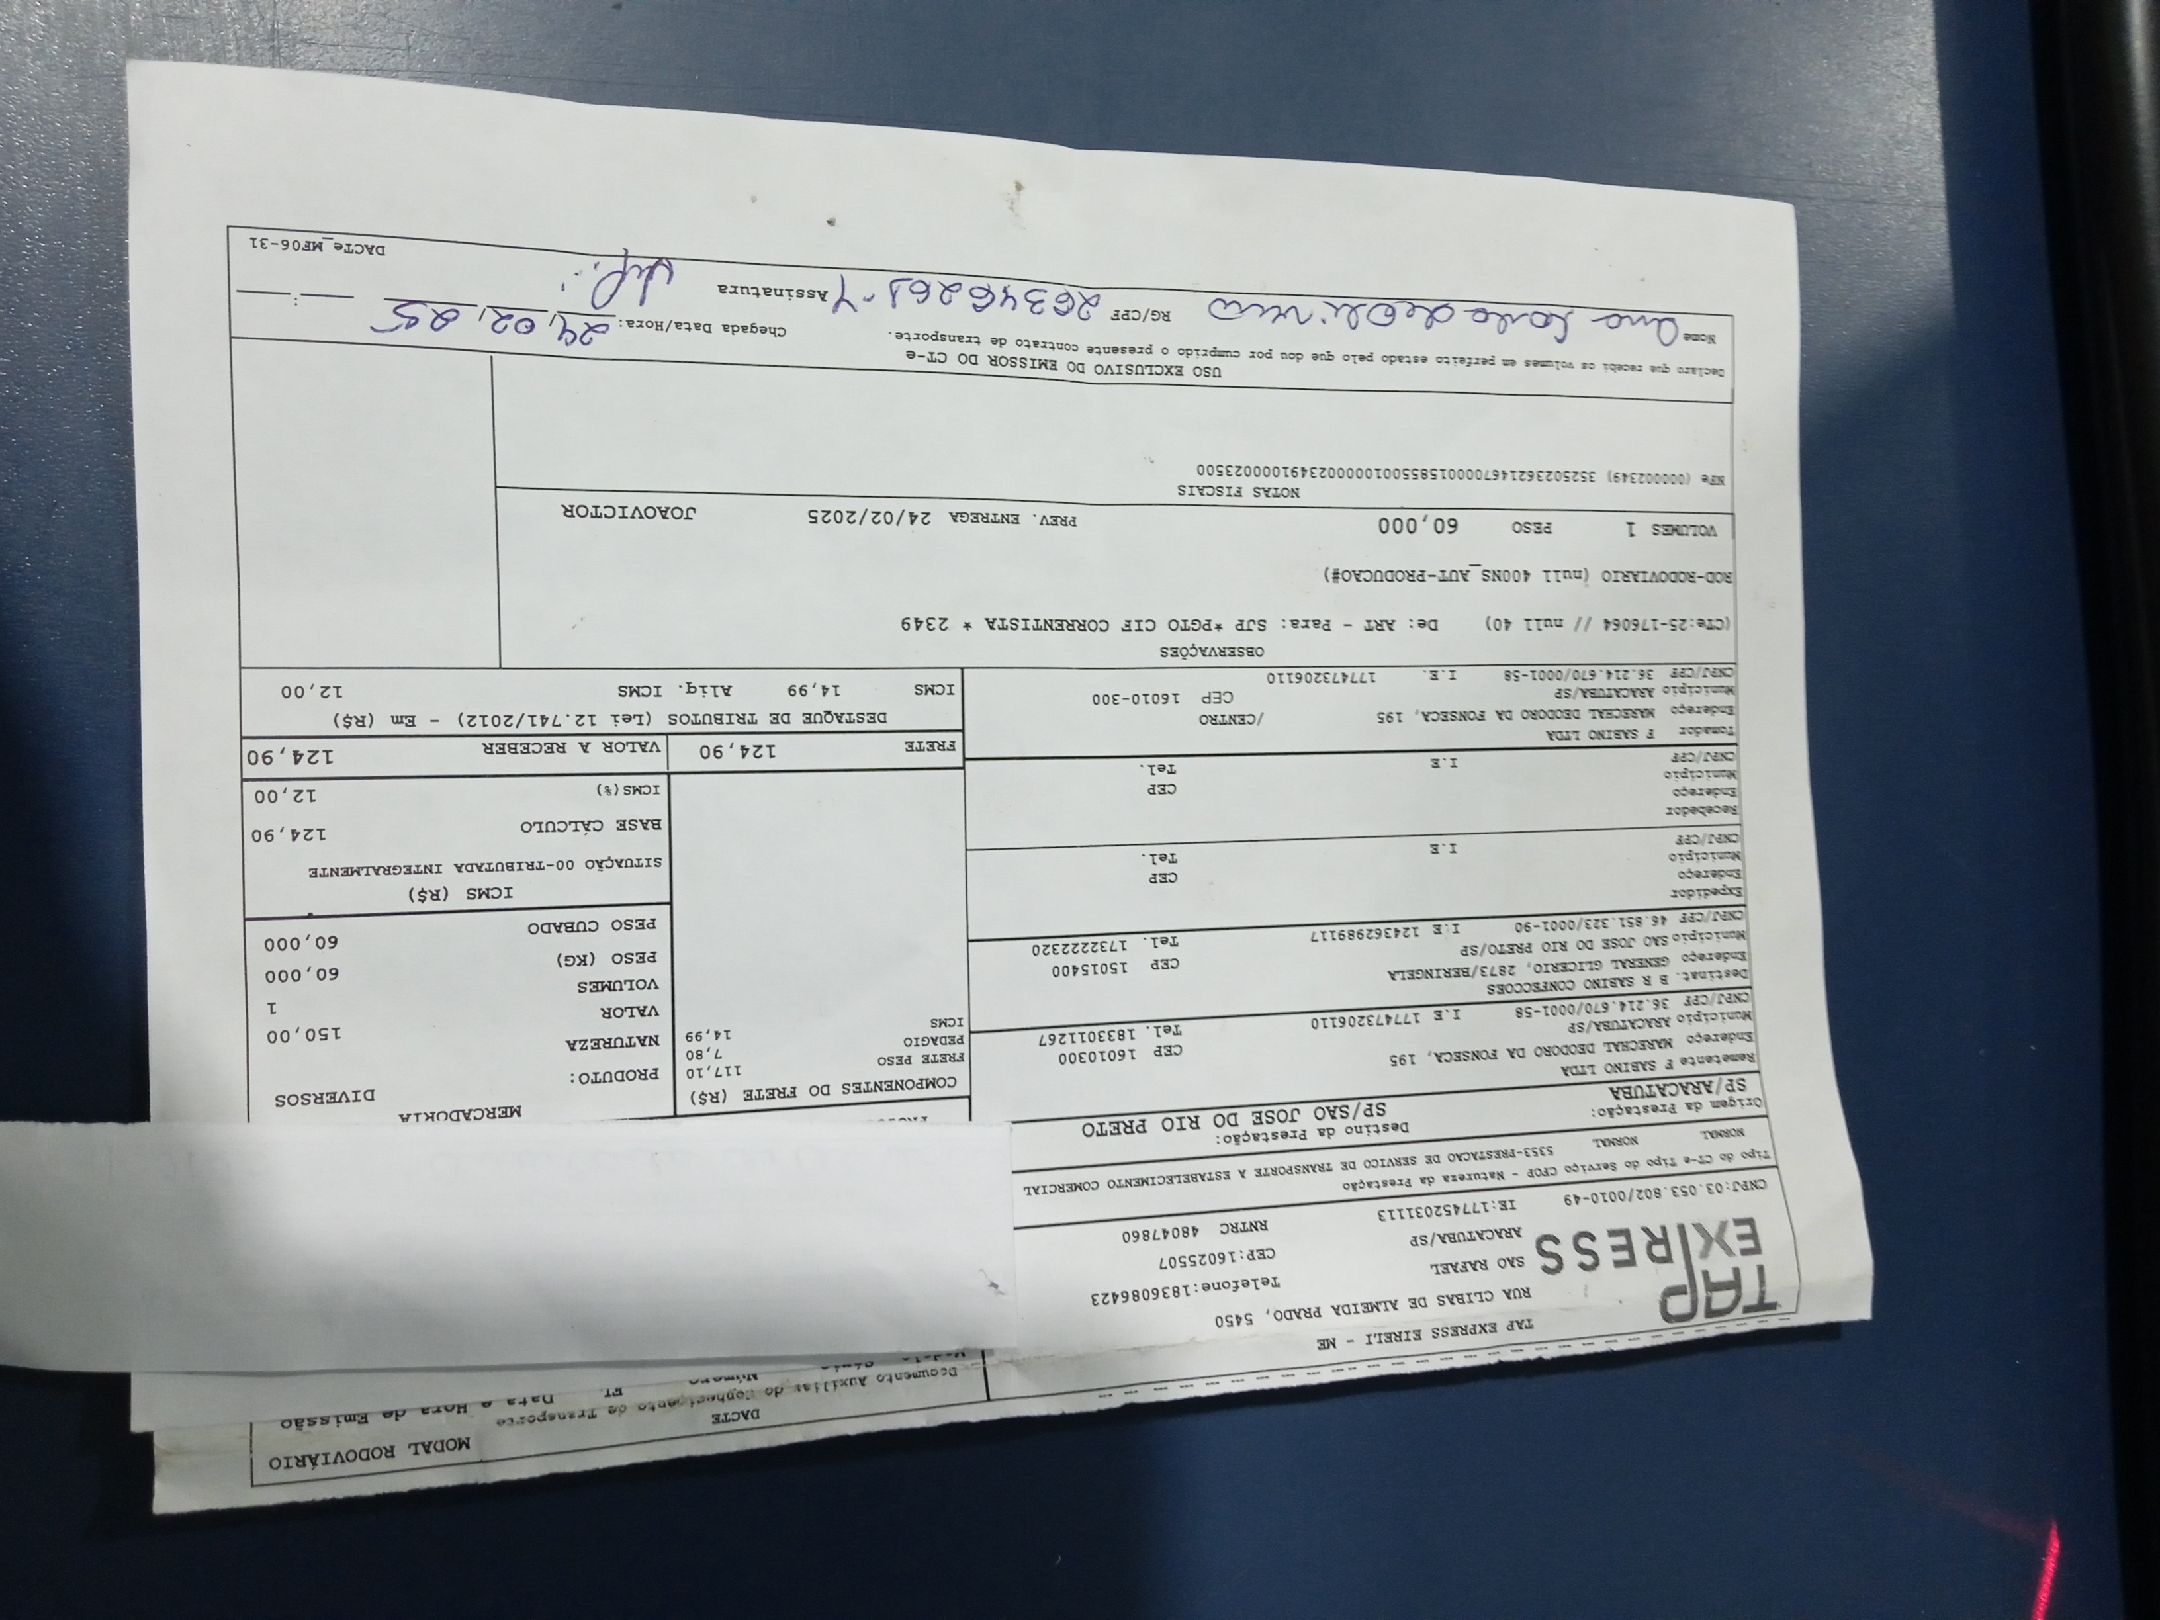 DACTE
MODAL RODOVIÁRIO
Documento Auxiliar do Conhecimento de Transporte
Data e Hora de Emissão
TAP EXPRESS
TAP EXPRESS EIRELI - ME
RUA CLIBAS DE ALMEIDA PRADO, 5450
SAO RAFAEL Telefone:1836086423
ARACATUBA/SP CEP:16025507
CNPJ:03.053.802/0010-49 IE:177452031113 RNTRC 48047860
Tipo do CT-e Tipo do Serviço CFOP - Natureza da Prestação
NORMAL NORMAL 5353-PRESTACAO DE SERVICO DE TRANSPORTE A ESTABELECIMENTO COMERCIAL
Origem da Prestação: Destino da Prestação:
SP/ARACATUBA SP/SAO JOSE DO RIO PRETO
Remetente F SABINO LTDA
Endereço MARECHAL DEODORO DA FONSECA, 195 CEP 16010300
Município ARACATUBA/SP Tel. 1833011267
CNPJ/CPF 36.214.670/0001-58 I.E 177473206110
Destinat. B R SABINO CONFECCOES
Endereço GENERAL GLICERIO, 2873/BERINGELA CEP 15015400
Município SAO JOSE DO RIO PRETO/SP Tel. 1732222320
CNPJ/CPF 46.851.323/0001-90 I.E 124362989117
Expedidor
Endereço CEP
Município Tel.
CNPJ/CPF I.E
Recebedor
Endereço CEP
Município Tel.
CNPJ/CPF I.E
Tomador F SABINO LTDA
Endereço MARECHAL DEODORO DA FONSECA, 195 /CENTRO
Município ARACATUBA/SP CEP 16010-300
CNPJ/CPF 36.214.670/0001-58 I.E. 177473206110
COMPONENTES DO FRETE (R$)
FRETE PESO 117,10
PEDAGIO 7,80
ICMS 14,99
FRETE 124,90
MERCADORIA
PRODUTO: DIVERSOS
NATUREZA
VALOR 150,00
VOLUMES 1
PESO (KG) 60,000
PESO CUBADO 60,000
ICMS (R$)
SITUAÇÃO 00-TRIBUTADA INTEGRALMENTE
BASE CÁLCULO 124,90
ICMS(%) 12,00
VALOR A RECEBER 124,90
DESTAQUE DE TRIBUTOS (Lei 12.741/2012) - Em (R$)
ICMS 14,99 Aliq. ICMS 12,00
OBSERVAÇÕES
(CTe:25-176064 // null 40) De: ART - Para: SJP *PGTO CIF CORRENTISTA * 2349
ROD-RODOVIARIO (null 400NS_AUT-PRODUCAO#)
VOLUMES 1 PESO 60,000 PREV. ENTREGA 24/02/2025 JOAOVICTOR
NOTAS FISCAIS
NFe (000002349) 35250236214670000158550010000023491000023500
USO EXCLUSIVO DO EMISSOR DO CT-e
Declaro que recebi os volumes em perfeito estado pelo que dou por cumprido o presente contrato de transporte. Chegada Data/Hora: 24, 02, 25 :
Nome Ana RG/CPF 26346261-7 Assinatura
DACTe_MF06-31